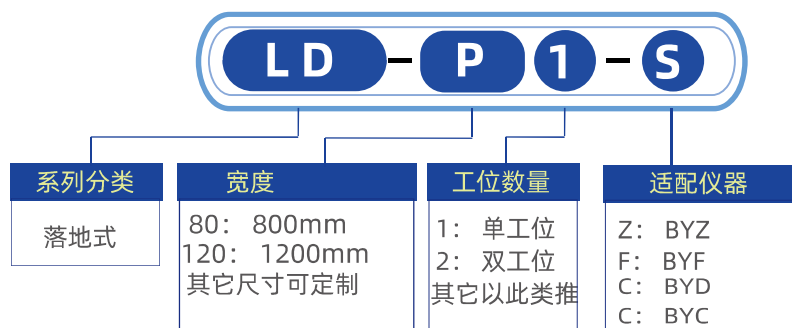 LD-P1-S
系列分类
落地式
宽度
80： 800mm
120： 1200mm
其它尺寸可定制
工位数量
1： 单工位
2： 双工位
其它以此类推
适配仪器
Z： BYZ
F： BYF
C： BYD
C： BYC